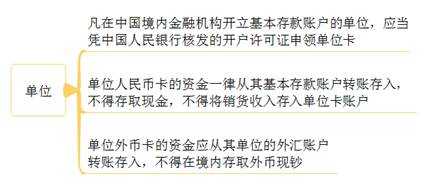 单位
凡在中国境内金融机构开立基本存款账户的单位，应当
凭中国人民银行核发的开户许可证申领单位卡
单位人民币卡的资金一律从其基本存款账户转账存入，
不得存取现金，不得将销货收入存入单位卡账户
单位外币卡的资金应从其单位的外汇账户
转账存入，不得在境内存取外币现钞